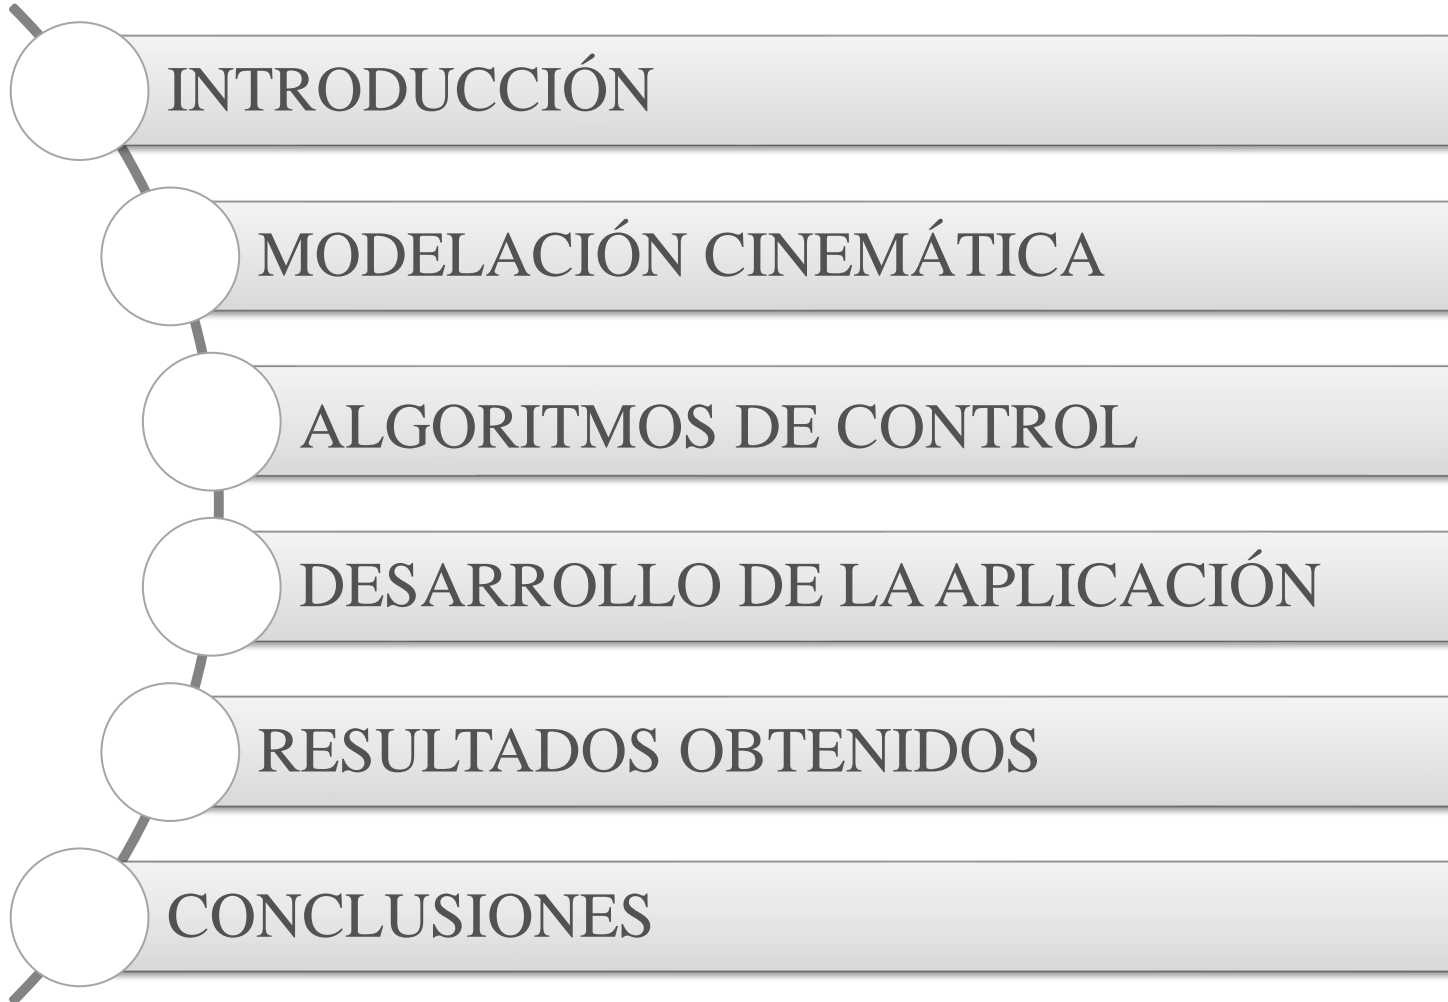 INTRODUCCIÓN
MODELACIÓN CINEMÁTICA
ALGORITMOS DE CONTROL
DESARROLLO DE LA APLICACIÓN
RESULTADOS OBTENIDOS
CONCLUSIONES